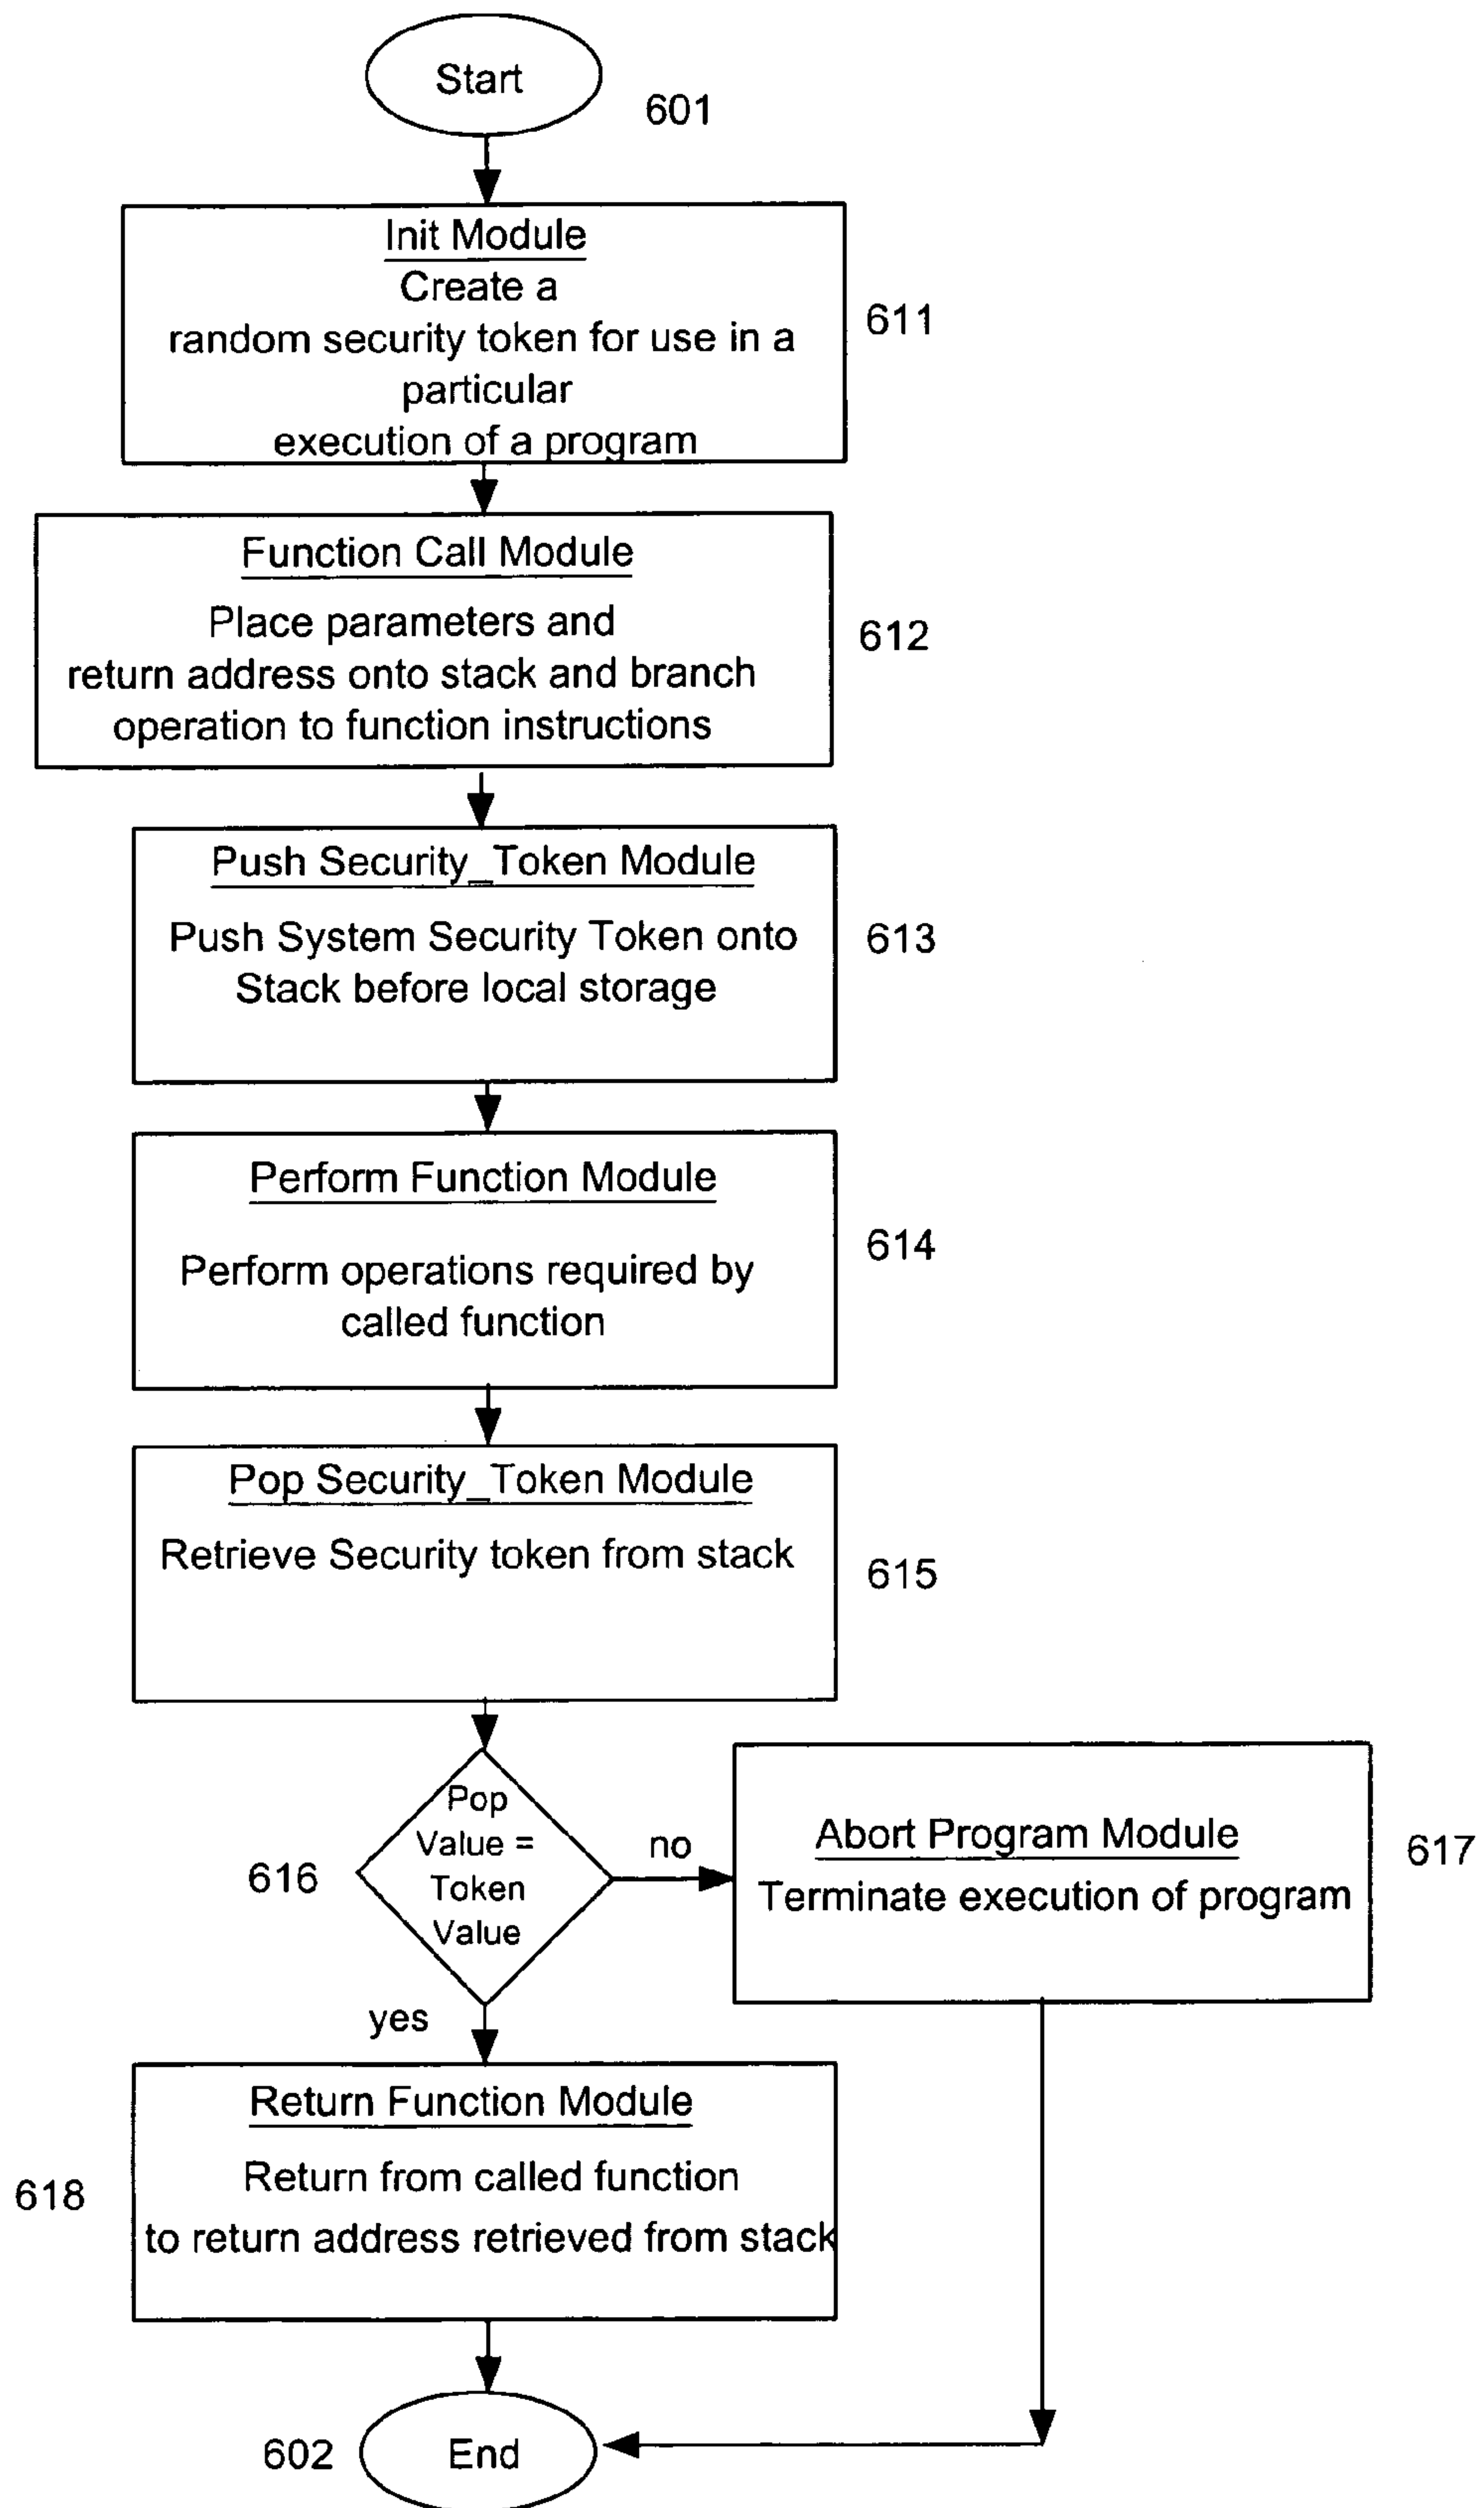 Start
601
Init Module
Create a
random security token for use in a
particular
execution of a program
611
Function Call Module
Place parameters and
return address onto stack and branch
operation to function instructions
612
Push Security_Token Module
Push System Security Token onto
Stack before local storage
613
Perform Function Module
Perform operations required by
called function
614
Pop Security_Token Module
Retrieve Security token from stack
615
Pop
Value =
Token
Value
616
no
Abort Program Module
Terminate execution of program
617
yes
Return Function Module
Return from called function
to return address retrieved from stack
618
End
602